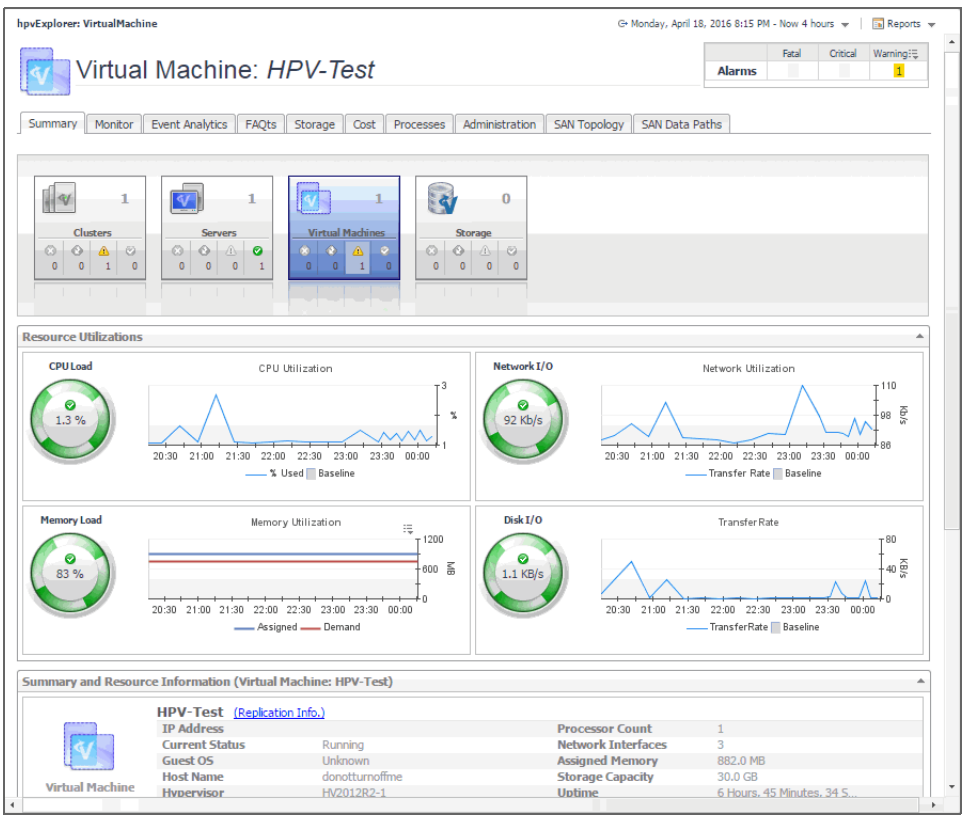 hpvExplorer: VirtualMachine
Monday, April 18, 2016 8:15 PM - Now 4 hours | Reports
Virtual Machine: HPV-Test
Fatal Critical Warning
Alarms 1
Summary Monitor Event Analytics FAQts Storage Cost Processes Administration SAN Topology SAN Data Paths
1 1 1 0
Clusters Servers Virtual Machines Storage
0 0 1 0 0 0 0 1 0 0 1 0 0 0 0 0
Resource Utilizations
CPU Load CPU Utilization
3
1.3 %
%
1
20:30 21:00 21:30 22:00 22:30 23:00 23:30 00:00
% Used Baseline
Network I/O Network Utilization
110
92 Kb/s
98 Kb/s
86
20:30 21:00 21:30 22:00 22:30 23:00 23:30 00:00
Transfer Rate Baseline
Memory Load Memory Utilization
1200
83 %
600 MB
0
20:30 21:00 21:30 22:00 22:30 23:00 23:30 00:00
Assigned Demand
Disk I/O TransferRate
80
1.1 KB/s
40 KB/s
0
20:30 21:00 21:30 22:00 22:30 23:00 23:30 00:00
TransferRate Baseline
Summary and Resource Information (Virtual Machine: HPV-Test)
HPV-Test (Replication Info.)
IP Address Processor Count 1
Current Status Running Network Interfaces 3
Guest OS Unknown Assigned Memory 882.0 MB
Host Name donotturnoffme Storage Capacity 30.0 GB
Virtual Machine
Hypervisor HV2012R2-1 Uptime 6 Hours, 45 Minutes, 34 S...